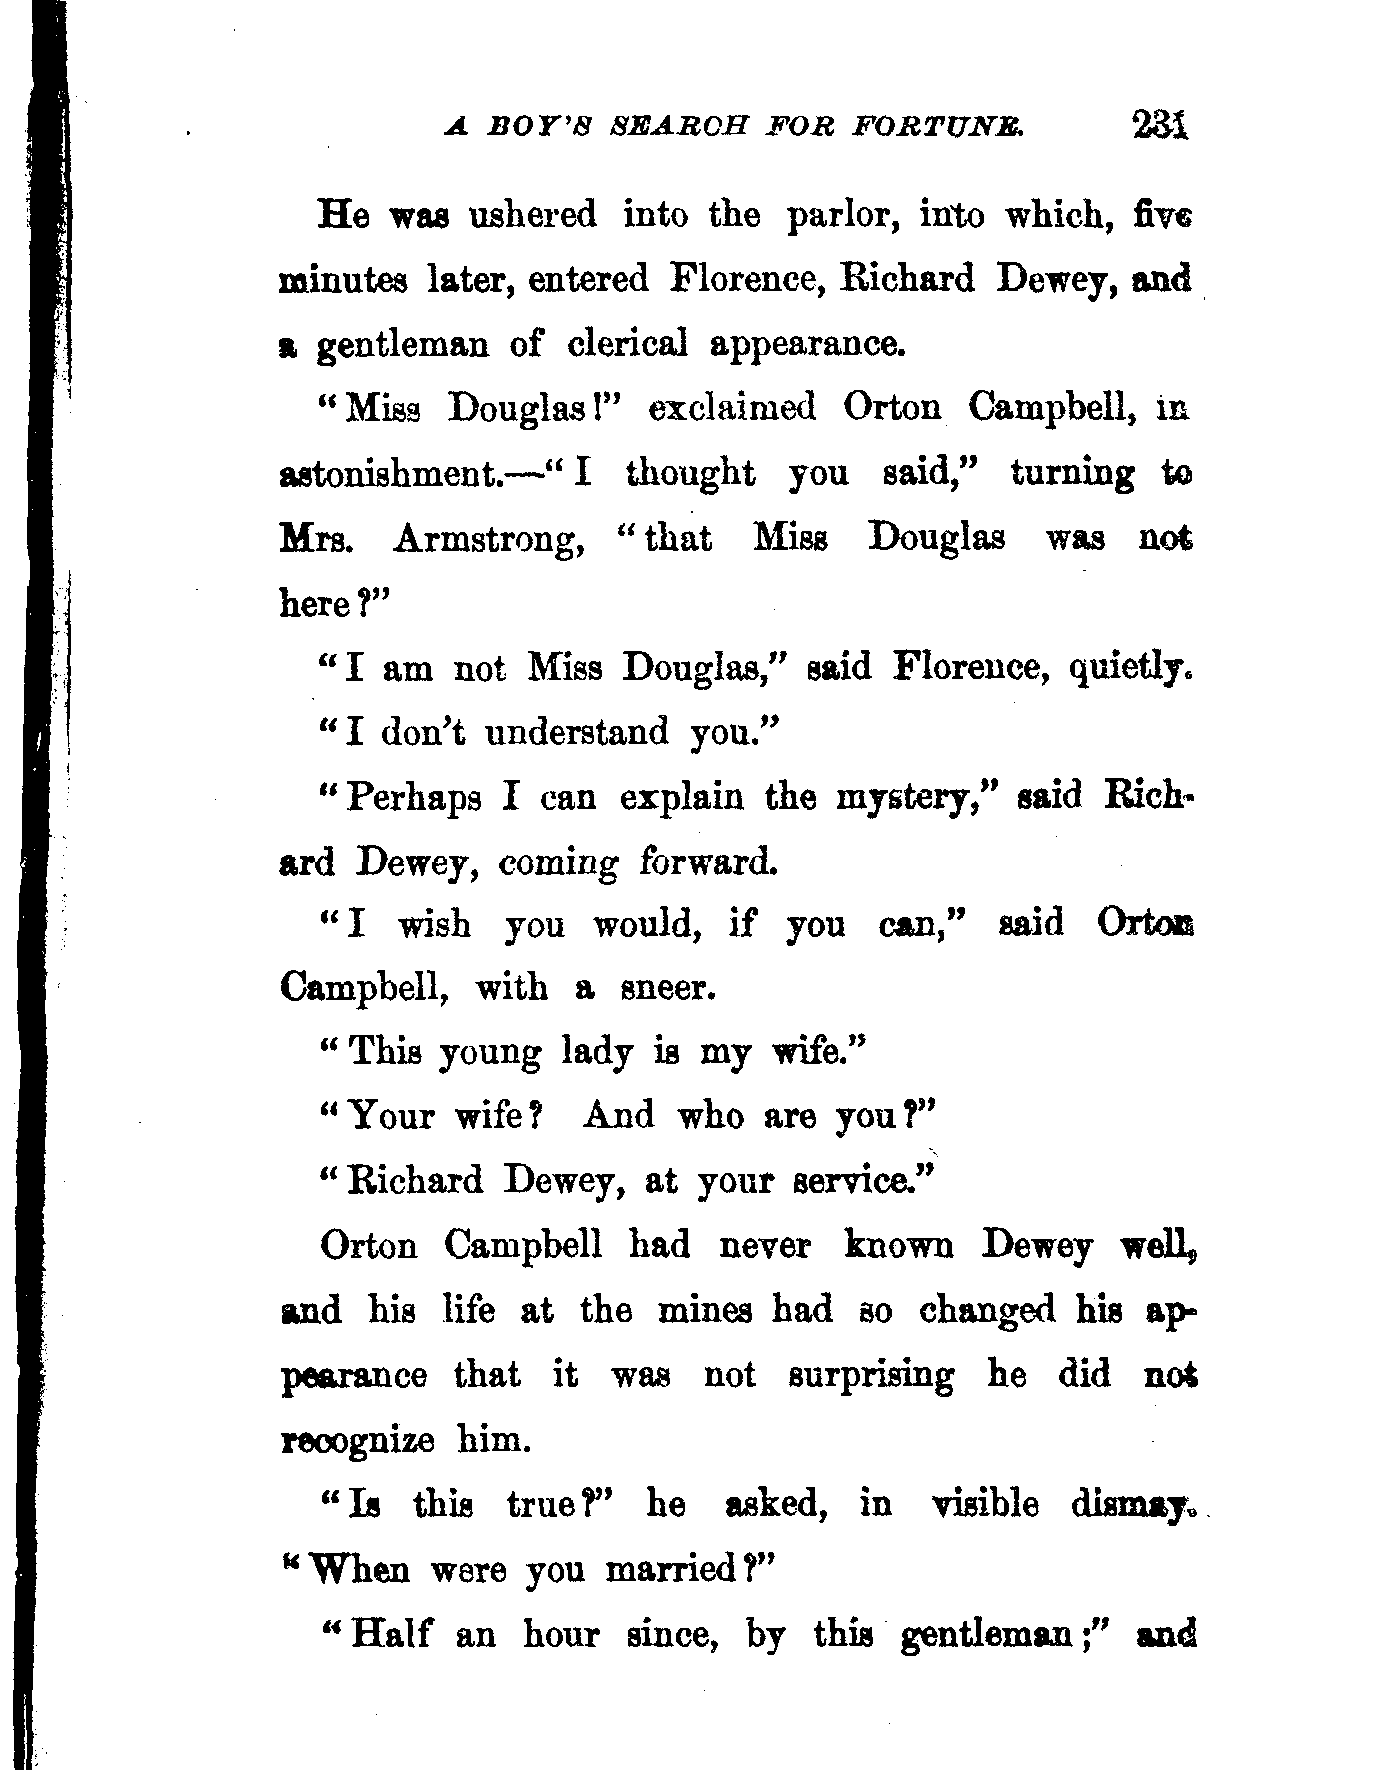 A BOY'S SEARCH FOR FORTUNE. 231
He was ushered into the parlor, into which, five
minutes later, entered Florence, Richard Dewey, and
a gentleman of clerical appearance.
"Miss Douglas!" exclaimed Orton Campbell, in
astonishment.—"I thought you said," turning to
Mrs. Armstrong, "that Miss Douglas was not
here?"
"I am not Miss Douglas," said Florence, quietly.
"I don't understand you."
"Perhaps I can explain the mystery," said Rich-
ard Dewey, coming forward.
"I wish you would, if you can," said Orton
Campbell, with a sneer.
"This young lady is my wife."
"Your wife? And who are you?"
"Richard Dewey, at your service."
Orton Campbell had never known Dewey well,
and his life at the mines had so changed his ap-
pearance that it was not surprising he did not
recognize him.
"Is this true?" he asked, in visible dismay.
"When were you married?"
"Half an hour since, by this gentleman;" and